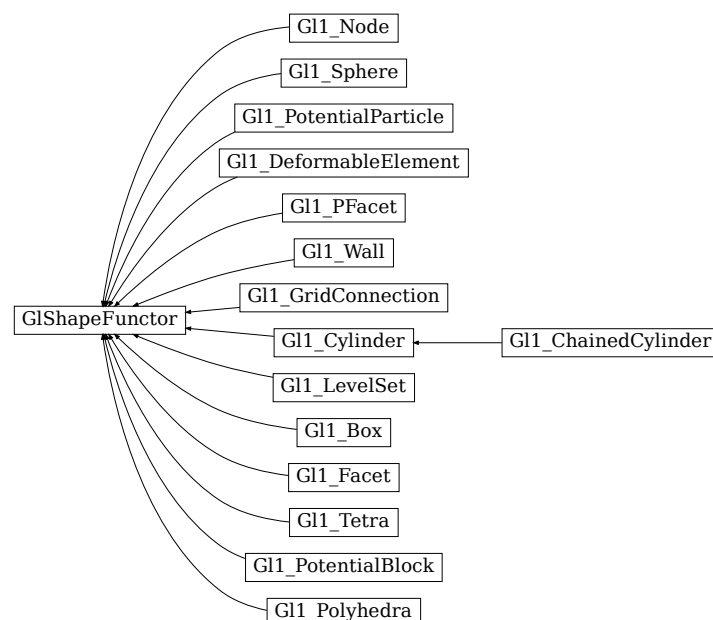 Gl1_Node
Gl1_Sphere
Gl1_PotentialParticle
Gl1_DeformableElement
Gl1_PFacet
Gl1_Wall
Gl1_GridConnection
GlShapeFunctor
Gl1_Cylinder
Gl1_ChainedCylinder
Gl1_LevelSet
Gl1_Box
Gl1_Facet
Gl1_Tetra
Gl1_PotentialBlock
Gl1_Polyhedra